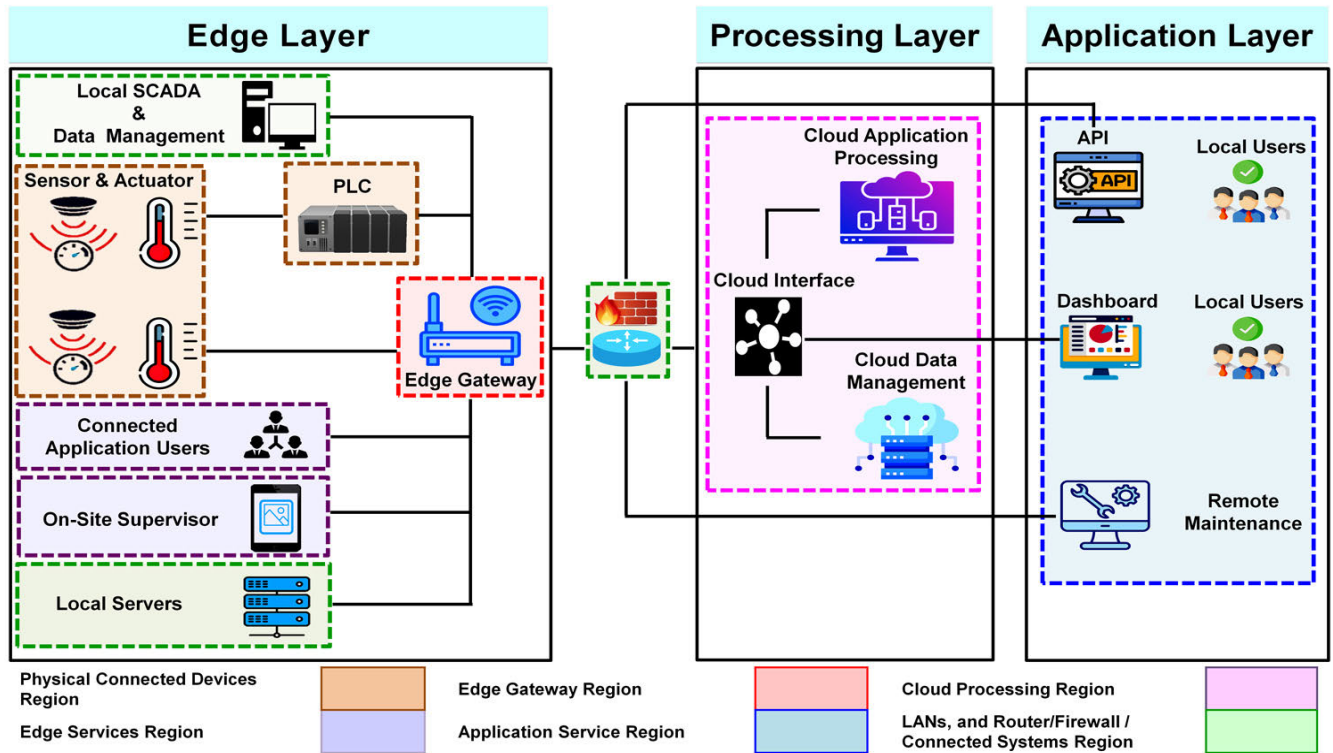 Edge Layer
Processing Layer
Application Layer
Local SCADA
&
Data Management
Sensor & Actuator
PLC
Edge Gateway
Connected
Application Users
On-Site Supervisor
Local Servers
Cloud Application
Processing
Cloud Interface
Cloud Data
Management
API
API
Local Users
Dashboard
Local Users
Remote
Maintenance
Physical Connected Devices
Region
Edge Gateway Region
Cloud Processing Region
Edge Services Region
Application Service Region
LANs, and Router/Firewall /
Connected Systems Region